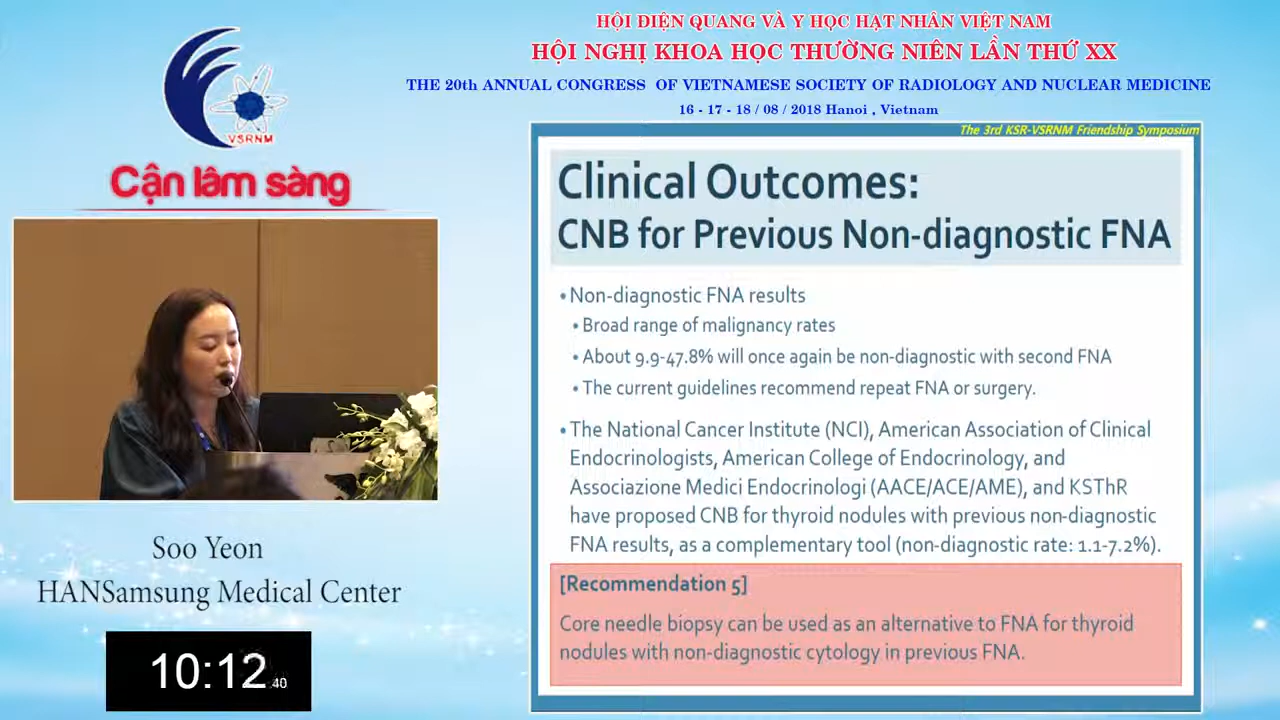 HỘI DIỆN QUANG VÀ Y HỌC HẠT NHÂN VIỆT NAM
HỘI NGHỊ KHOA HỌC THƯỜNG NIÊN LẦN THỨ XX
THE 20th ANNUAL CONGRESS OF VIETNAMESE SOCIETY OF RADIOLOGY AND NUCLEAR MEDICINE
16 - 17 - 18 / 08 / 2018 Hanoi , Vietnam
VSRNM
Cận lâm sàng
The 3rd KSR-VSRNM Friendship Symposium
Clinical Outcomes:
CNB for Previous Non-diagnostic FNA
• Non-diagnostic FNA results
• Broad range of malignancy rates
• About 9.9-47.8% will once again be non-diagnostic with second FNA
• The current guidelines recommend repeat FNA or surgery.
• The National Cancer Institute (NCI), American Association of Clinical
Endocrinologists, American College of Endocrinology, and
Associazione Medici Endocrinologi (AACE/ACE/AME), and KSThR
have proposed CNB for thyroid nodules with previous non-diagnostic
FNA results, as a complementary tool (non-diagnostic rate: 1.1-7.2%).
[Recommendation 5]
Core needle biopsy can be used as an alternative to FNA for thyroid
nodules with non-diagnostic cytology in previous FNA.
Soo Yeon
HANSamsung Medical Center
10:12.40